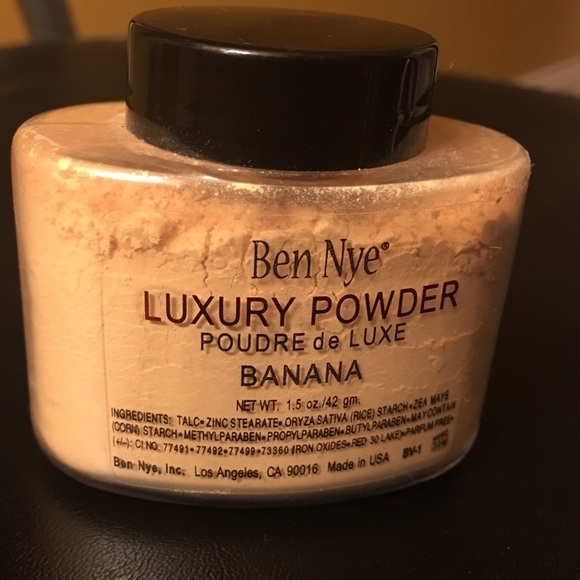 Ben Nye®
LUXURY POWDER
POUDRE de LUXE
BANANA
NET WT. 1.5 oz./42 gm.
INGREDIENTS: TALC•ZINC STEARATE•ORYZA SATIVA (RICE) STARCH•ZEA MAYS
(CORN) STARCH•METHYLPARABEN•PROPYLPARABEN•BUTYLPARABEN•MAY CONTAIN
(+/-): CI.NO. 77491•77492•77499•73360 (IRON OXIDES•RED 30 LAKE)•PARFUM FREE•
Ben Nye, Inc. Los Angeles, CA 90016 Made in USA BV-1